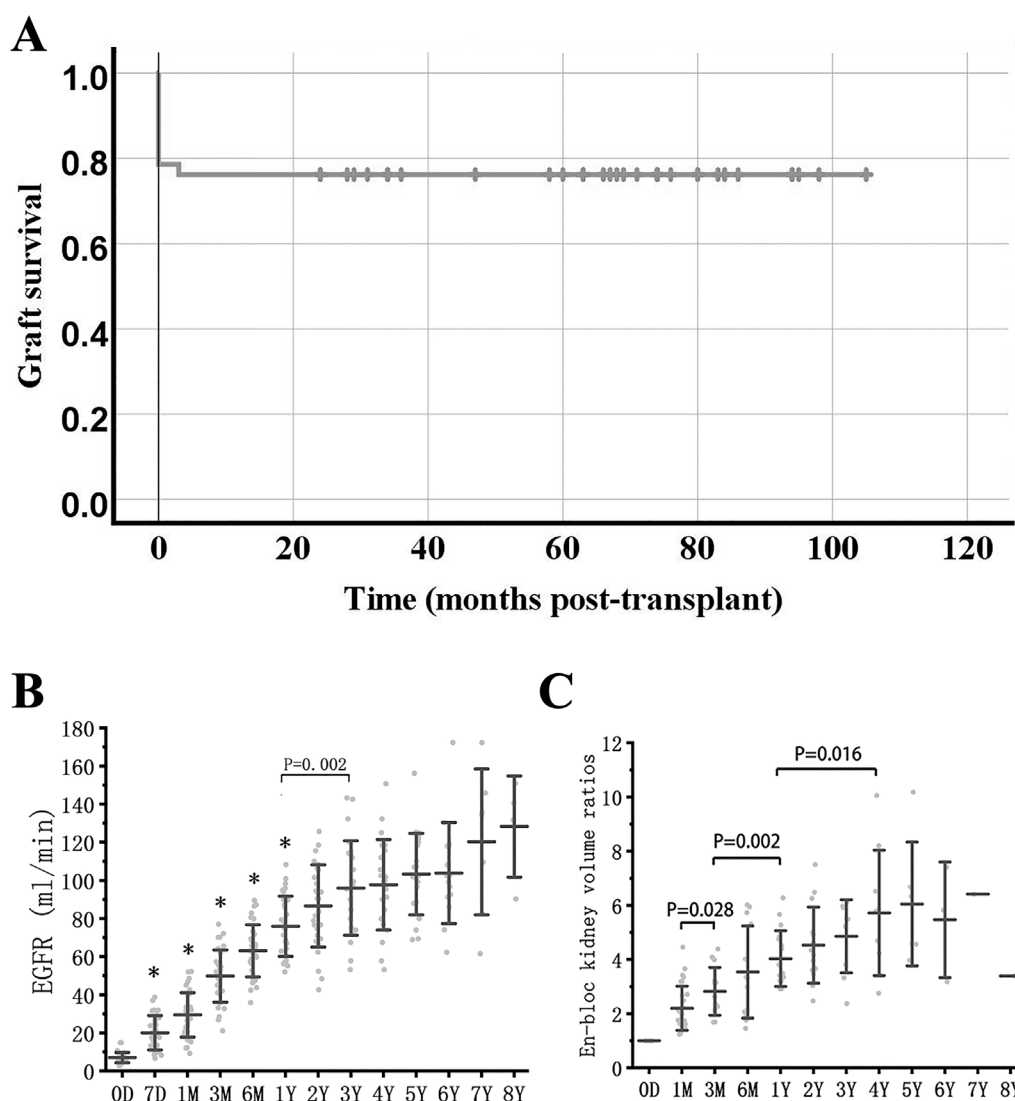 A
Graft survival
1.0
0.8
0.6
0.4
0.2
0.0
0 20 40 60 80 100 120
Time (months post-transplant)
B
EGFR (ml/min)
180
160
140
120
100
80
60
40
20
0
P=0.002
* * * * *
0D 7D 1M 3M 6M 1Y 2Y 3Y 4Y 5Y 6Y 7Y 8Y
C
En-bloc kidney volume ratios
12
10
8
6
4
2
0
P=0.016
P=0.002
P=0.028
0D 1M 3M 6M 1Y 2Y 3Y 4Y 5Y 6Y 7Y 8Y